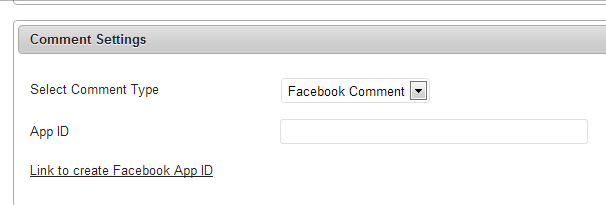 Comment Settings
Select Comment Type
Facebook Comment
App ID
Link to create Facebook App ID